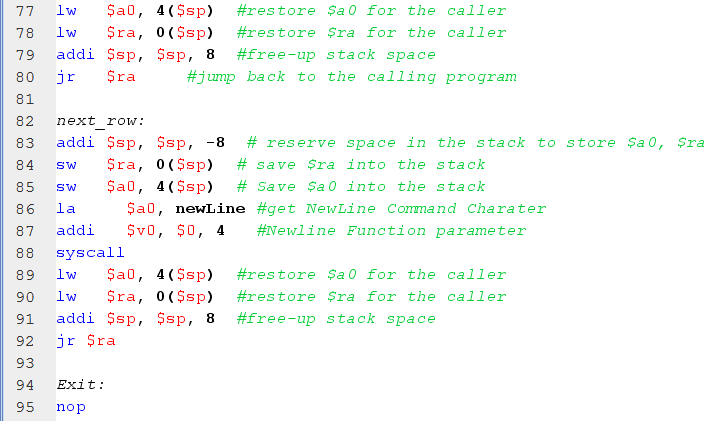 77 lw $a0, 4($sp) #restore $a0 for the caller
78 lw $ra, 0($sp) #restore $ra for the caller
79 addi $sp, $sp, 8 #free-up stack space
80 jr $ra #jump back to the calling program
81
82 next_row:
83 addi $sp, $sp, -8 # reserve space in the stack to store $a0, $ra
84 sw $ra, 0($sp) # save $ra into the stack
85 sw $a0, 4($sp) # Save $a0 into the stack
86 la $a0, newLine #get NewLine Command Charater
87 addi $v0, $0, 4 #Newline Function parameter
88 syscall
89 lw $a0, 4($sp) #restore $a0 for the caller
90 lw $ra, 0($sp) #restore $ra for the caller
91 addi $sp, $sp, 8 #free-up stack space
92 jr $ra
93
94 Exit:
95 nop